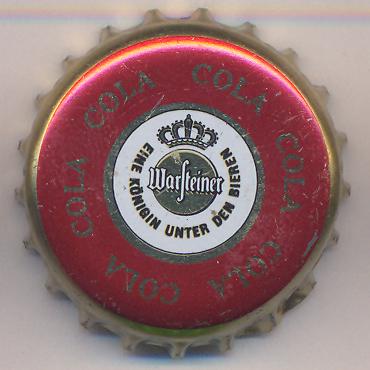 COLA
COLA
COLA
COLA
COLA
COLA
Warsteiner
EINE KÖNIGIN UNTER DEN BIEREN